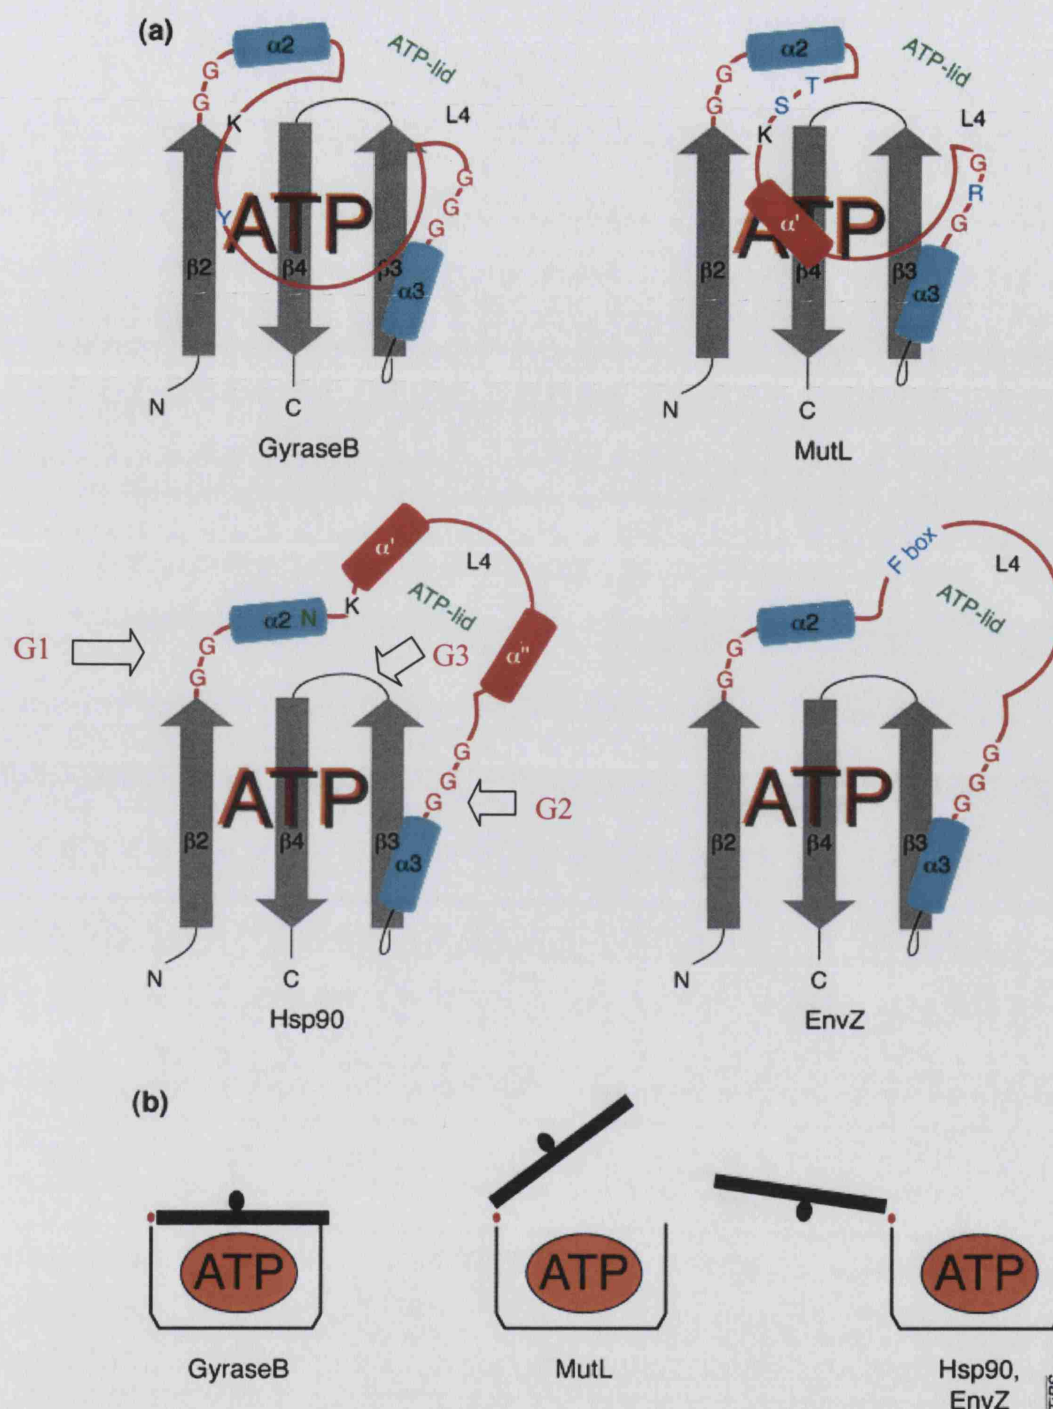 (a)
α2
ATP-lid
G
G
K
L4
G
G
G
Y
ATP
β2
β4
β3
α3
N
C
GyraseB
α2
ATP-lid
G
G
T
S
K
L4
G
R
G
α'
ATP
β2
β4
β3
α3
N
C
MutL
α'
L4
ATP-lid
α2 N
K
G1
G
G
G3
α"
G
G
G
G2
ATP
β2
β4
β3
α3
N
C
Hsp90
F box
L4
ATP-lid
α2
G
G
G
G
G
ATP
β2
β4
β3
α3
N
C
EnvZ
(b)
ATP
GyraseB
ATP
MutL
ATP
Hsp90,
EnvZ